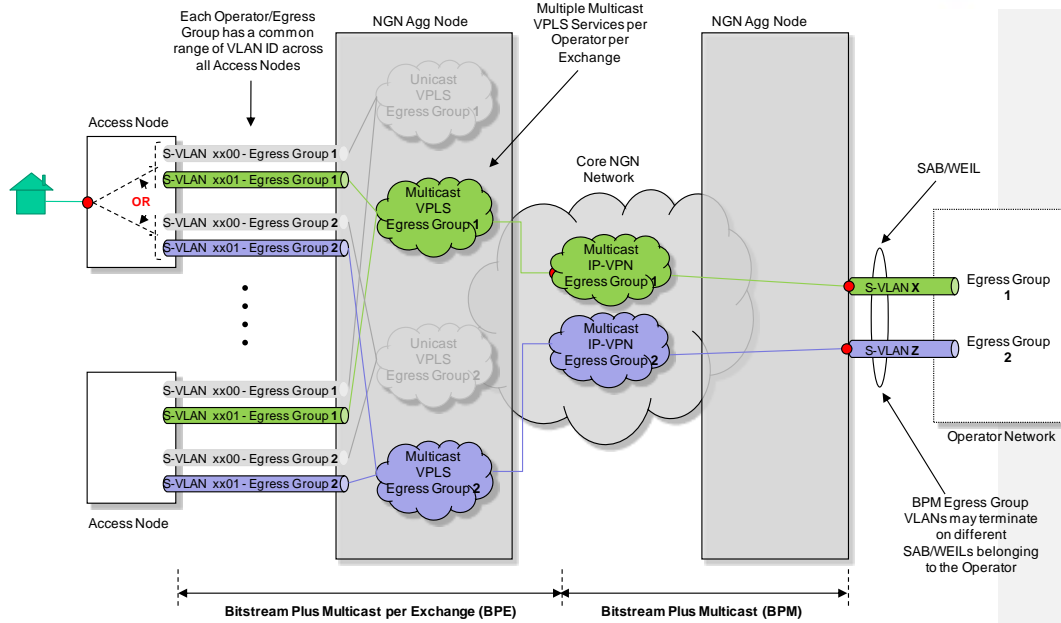 Each Operator/Egress
Group has a common
range of VLAN ID across
all Access Nodes
NGN Agg Node
Multiple Multicast
VPLS Services per
Operator per
Exchange
NGN Agg Node
Access Node
S-VLAN xx00 - Egress Group 1
S-VLAN xx01 - Egress Group 1
OR
S-VLAN xx00 - Egress Group 2
S-VLAN xx01 - Egress Group 2
Unicast
VPLS
Egress Group 1
Multicast
VPLS
Egress Group 1
Core NGN
Network
Multicast
IP-VPN
Egress Group 1
Multicast
IP-VPN
Egress Group 2
SAB/WEIL
S-VLAN X
Egress Group
1
S-VLAN Z
Egress Group
2
Operator Network
Unicast
VPLS
Egress Group 2
Multicast
VPLS
Egress Group 2
S-VLAN xx00 - Egress Group 1
S-VLAN xx01 - Egress Group 1
S-VLAN xx00 - Egress Group 2
S-VLAN xx01 - Egress Group 2
Access Node
BPM Egress Group
VLANs may terminate
on different
SAB/WEILs belonging
to the Operator
Bitstream Plus Multicast per Exchange (BPE)
Bitstream Plus Multicast (BPM)